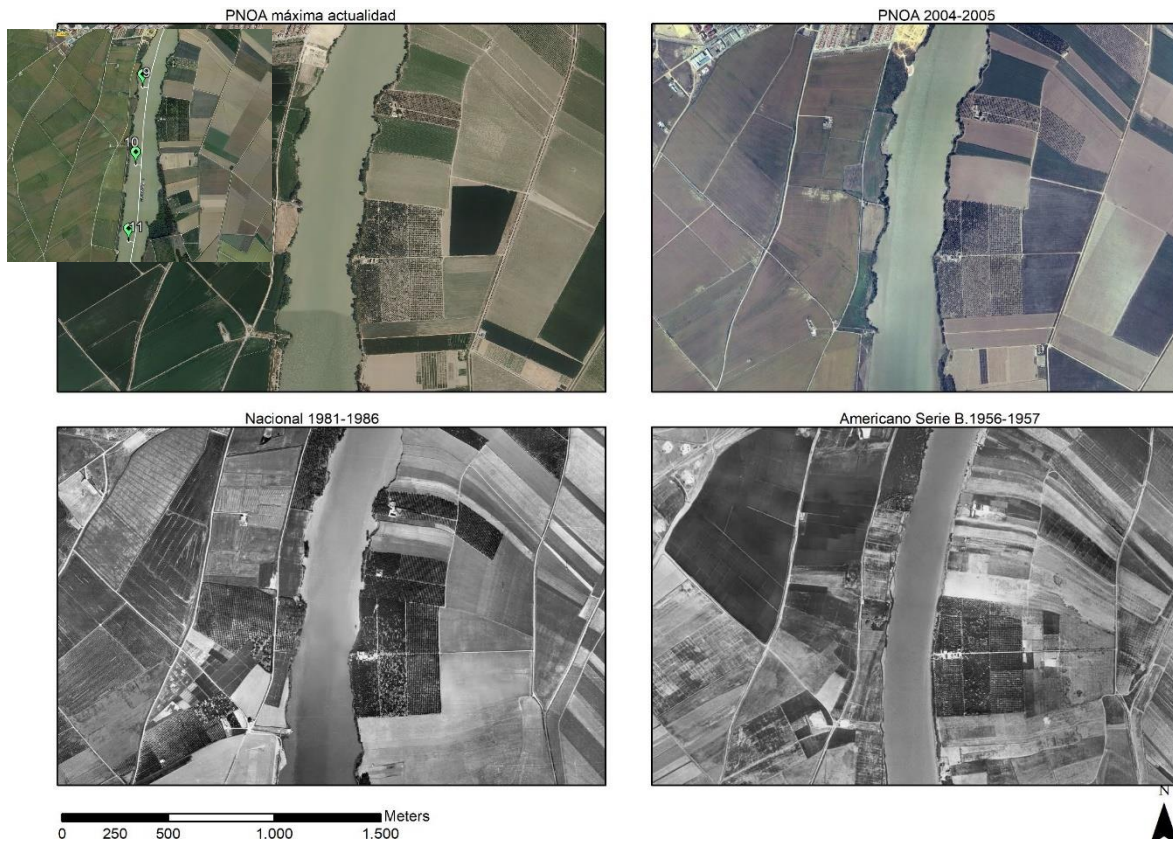 PNOA máxima actualidad
PNOA 2004-2005
9
10
11
Nacional 1981-1986
Americano Serie B.1956-1957
Meters
0 250 500 1.000 1.500
N